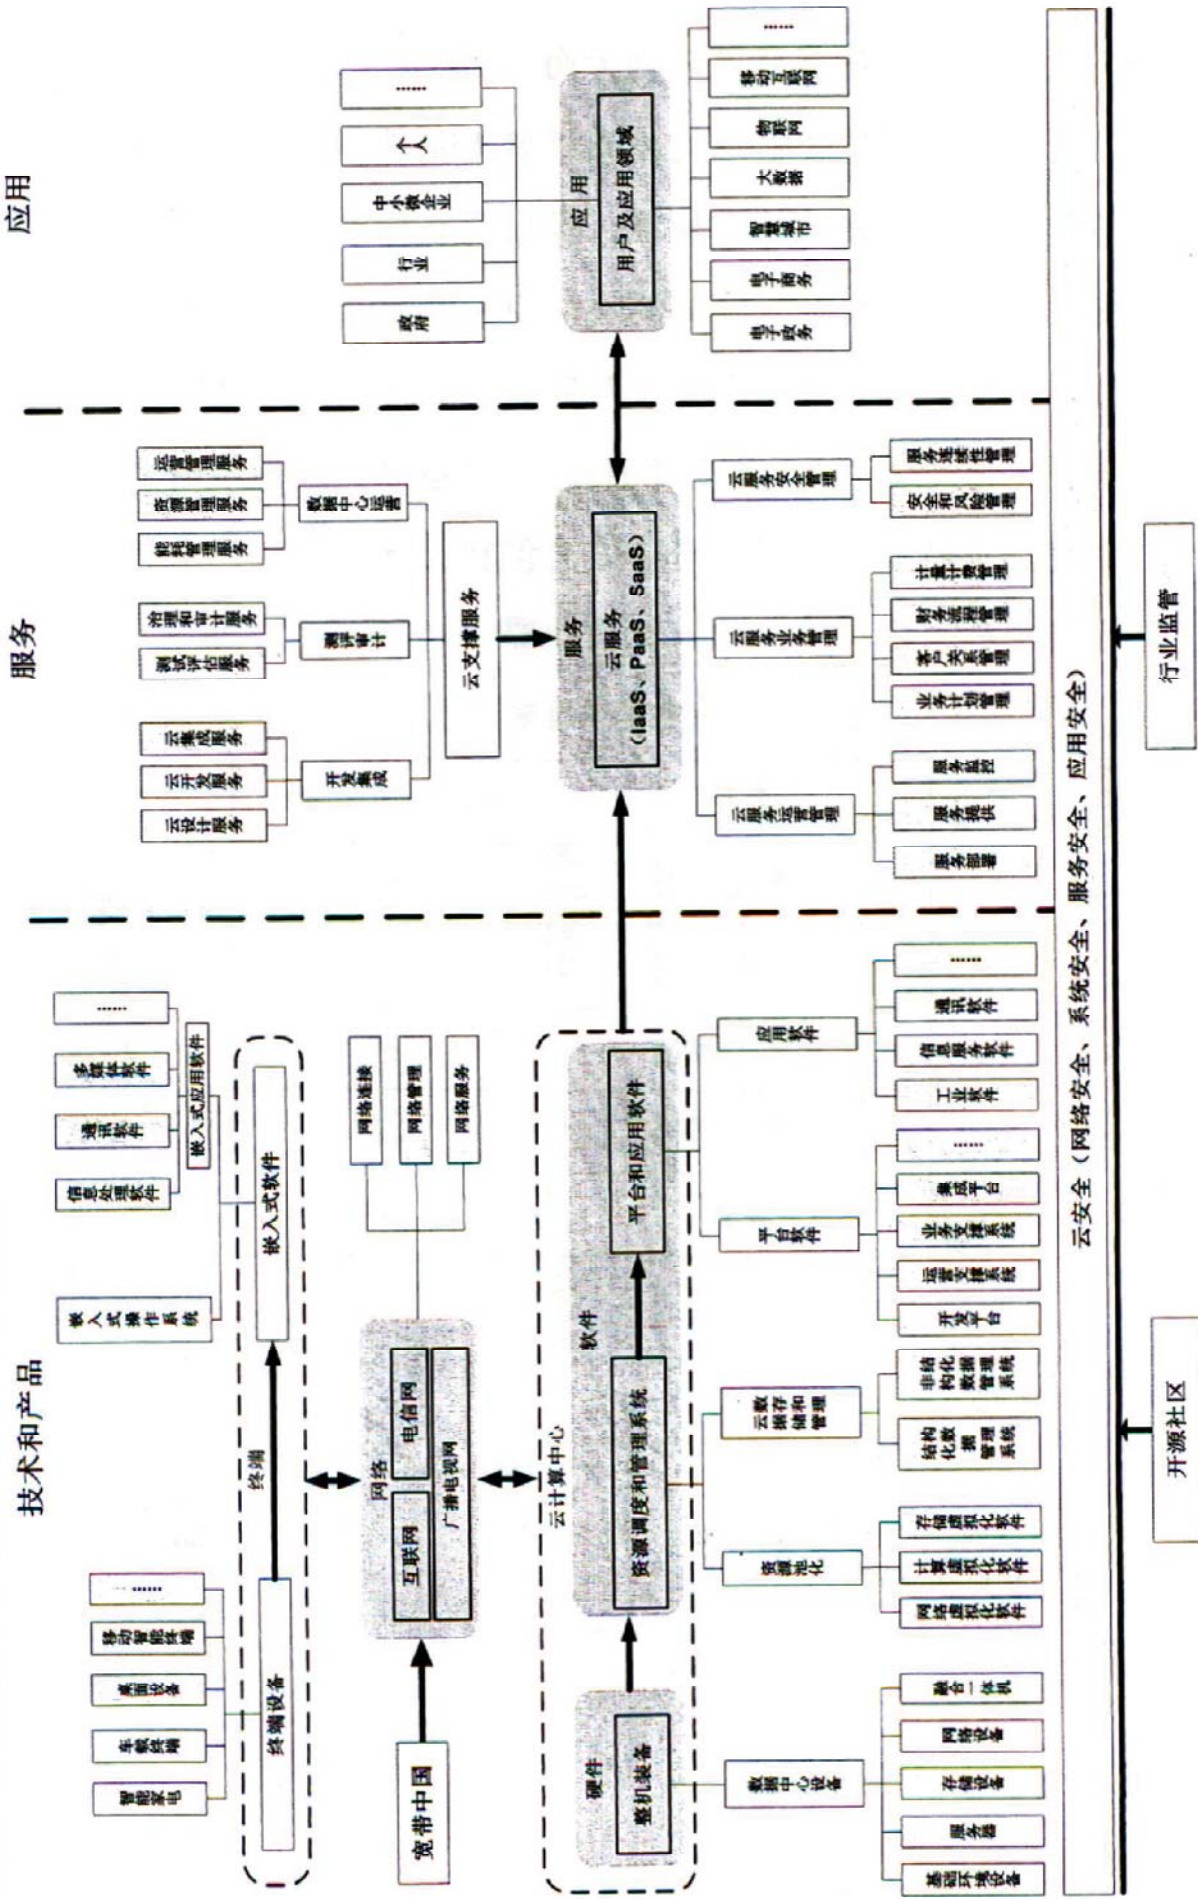 技术和产品
服务
应用
智能家电
车载终端
桌面设备
移动智能终端
……
终端设备
终端
嵌入式软件
嵌入式操作系统
嵌入式应用软件
信息处理软件
通讯软件
多媒体软件
……
宽带中国
网络
互联网
电信网
广播电视网
网络连接
网络管理
网络服务
云计算中心
硬件
整机装备
数据中心设备
基础环境设备
服务器
存储设备
网络设备
融合一体机
软件
资源调度和管理系统
平台和应用软件
资源池化
网络虚拟化软件
计算虚拟化软件
存储虚拟化软件
云数据存储和管理
结构化数据管理系统
非结构化数据管理系统
平台软件
开发平台
运营支撑系统
业务支撑系统
集成平台
……
应用软件
工业软件
信息服务软件
通讯软件
……
云设计服务
云开发服务
云集成服务
开发集成
测试评估服务
治理和审计服务
测评审计
能耗管理服务
资源管理服务
运营管理服务
数据中心运营
云支撑服务
服务
云服务
(IaaS、PaaS、SaaS)
云服务运营管理
服务部署
服务提供
服务监控
云服务业务管理
业务计划管理
客户关系管理
财务流程管理
计量计费管理
云服务安全管理
安全和风险管理
服务连续性管理
政府
行业
中小微企业
个人
……
应用
用户及应用领域
电子政务
电子商务
智慧城市
大数据
物联网
移动互联网
……
云安全(网络安全、系统安全、服务安全、应用安全)
开源社区
行业监管